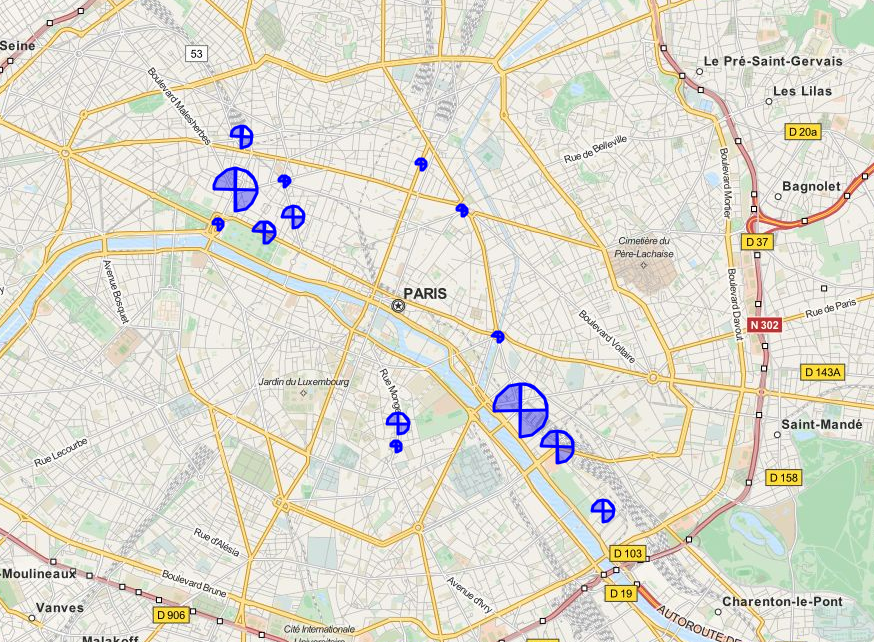 Seine
53
Le Pré-Saint-Gervais
Les Lilas
Boulevard Malesherbes
D 20a
Rue de Belleville
Boulevard Mortier
Bagnolet
Cimetière du
Père-Lachaise
D 37
Avenue Bosquet
PARIS
Boulevard Davout
Rue de Paris
N 302
Boulevard Voltaire
Jardin du Luxembourg
Rue Monge
D 143A
Saint-Mandé
Rue Lecourbe
D 158
Rue d'Alésia
D 103
-Moulineaux
Boulevard Brune
Avenue d'Ivry
D 19
Vanves
D 906
Charenton-le-Pont
Cité Internationale
Universitaire
Malakoff
AUTOROUTE DE